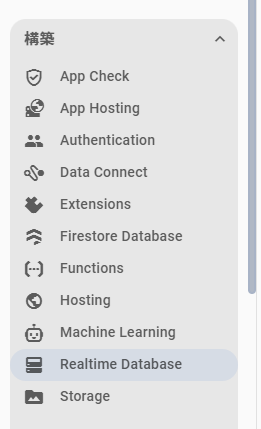 構築
App Check
App Hosting
Authentication
Data Connect
Extensions
Firestore Database
Functions
Hosting
Machine Learning
Realtime Database
Storage